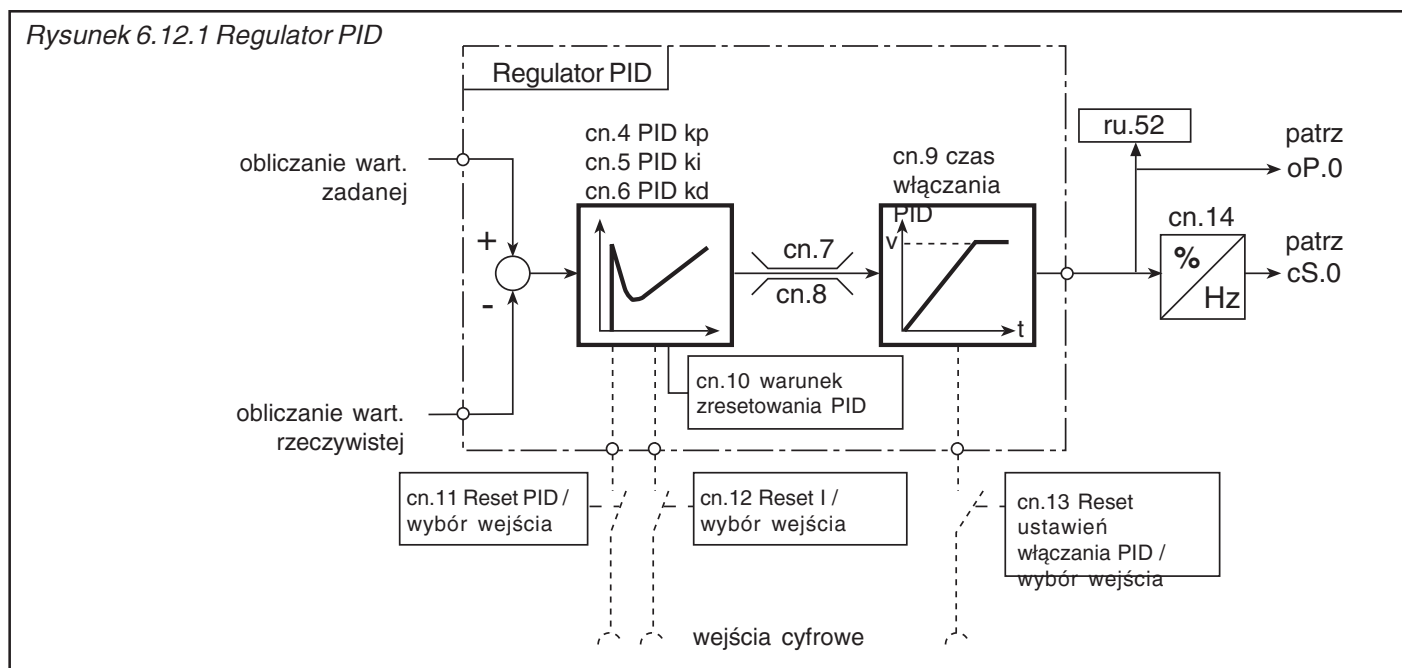 Rysunek 6.12.1 Regulator PID
Regulator PID
obliczanie wart.
zadanej
+
-
obliczanie wart.
rzeczywistej
cn.4 PID kp
cn.5 PID ki
cn.6 PID kd
cn.7
cn.8
cn.9 czas
włączania
PID
v
t
ru.52
patrz
oP.0
cn.14
%
Hz
patrz
cS.0
cn.10 warunek
zresetowania PID
cn.11 Reset PID /
wybór wejścia
cn.12 Reset I /
wybór wejścia
cn.13 Reset
ustawień
włączania PID /
wybór wejścia
wejścia cyfrowe